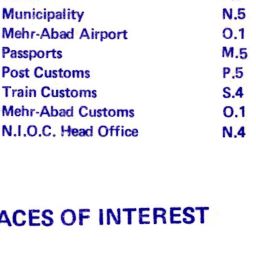 Municipality N.5
Mehr-Abad Airport O.1
Passports M.5
Post Customs P.5
Train Customs S.4
Mehr-Abad Customs O.1
N.I.O.C. Head Office N.4
ACES OF INTEREST